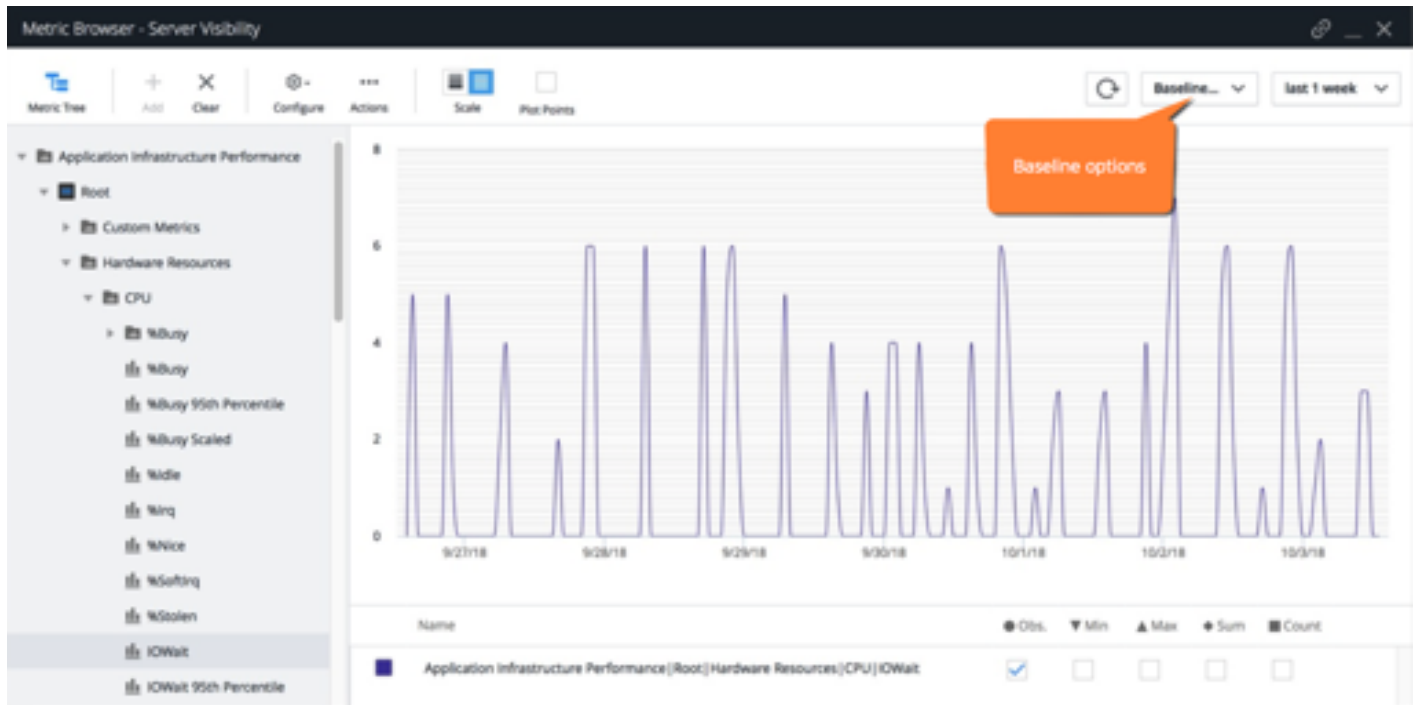 Metric Browser - Server Visibility
Metric Tree Add Clear Configure Actions Scale Plot Points Baseline... last 1 week
Baseline options
Application Infrastructure Performance
Root
Custom Metrics
Hardware Resources
CPU
%Busy
%Busy
%Busy 95th Percentile
%Busy Scaled
%Idle
%Irq
%Nice
%SoftIrq
%Stolen
IOWait
IOWait 95th Percentile
8
6
4
2
0
9/27/18 9/28/18 9/29/18 9/30/18 10/1/18 10/2/18 10/3/18
Name Obs. Min Max Sum Count
Application Infrastructure Performance|Root|Hardware Resources|CPU|IOWait